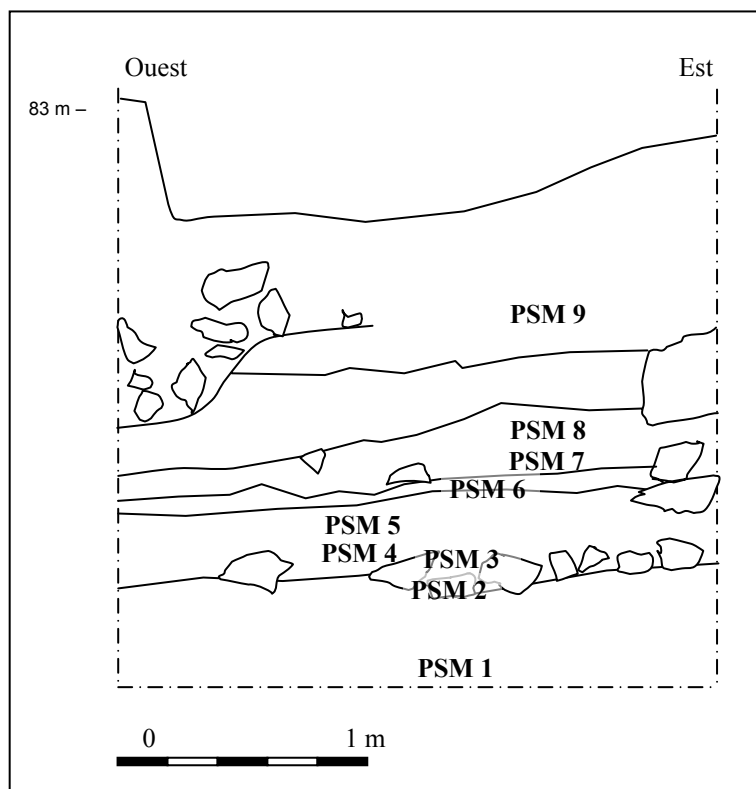 Ouest Est
83 m –
PSM 9
PSM 8
PSM 7
PSM 6
PSM 5
PSM 4 PSM 3
PSM 2
PSM 1
0 1 m